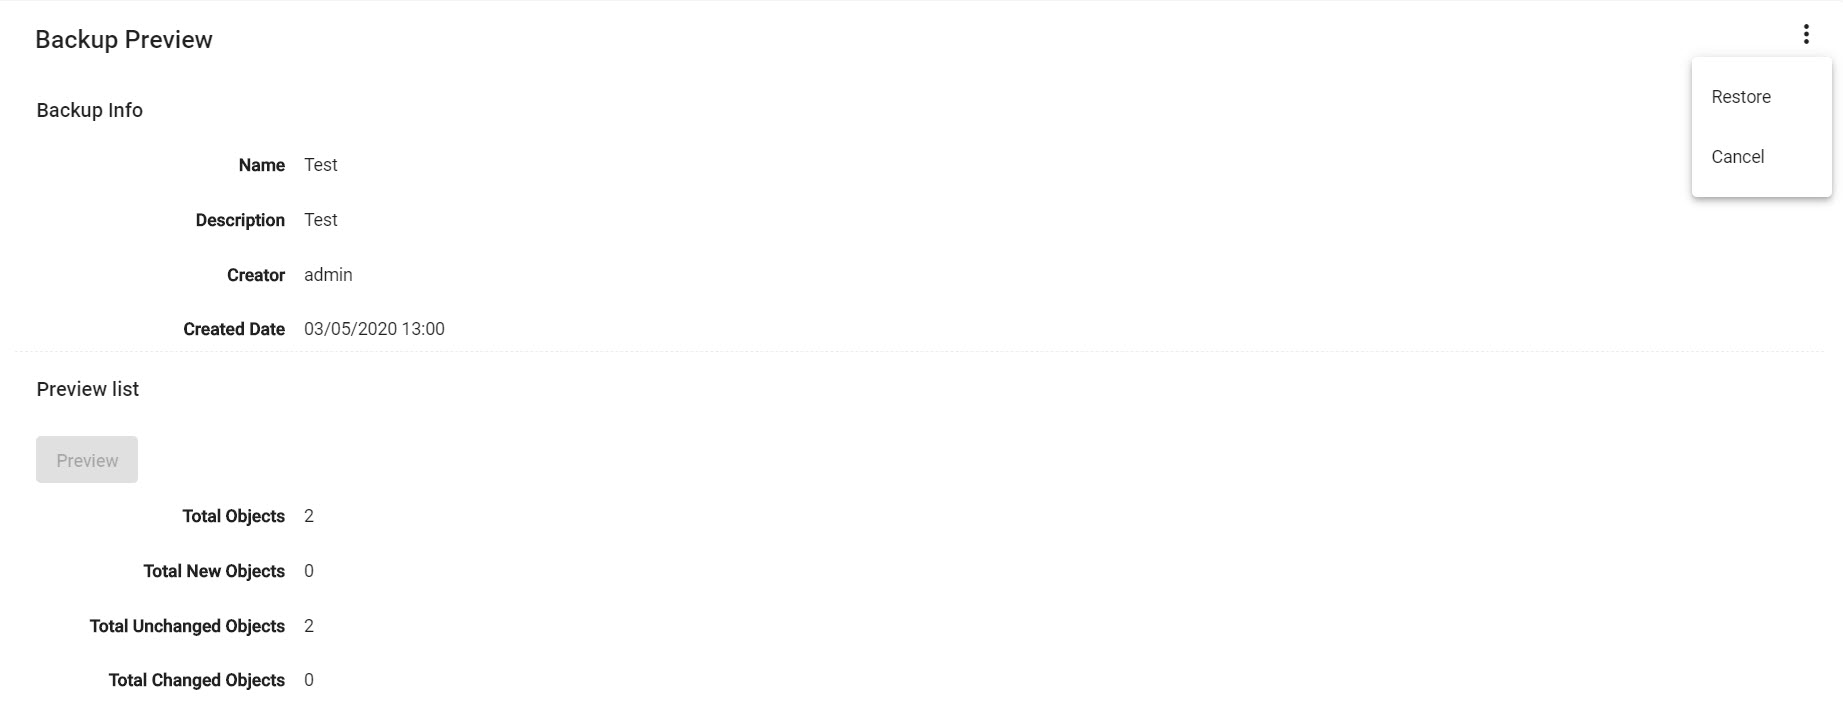 Backup Preview
Restore
Cancel
Backup Info
Name Test
Description Test
Creator admin
Created Date 03/05/2020 13:00
Preview list
Preview
Total Objects 2
Total New Objects 0
Total Unchanged Objects 2
Total Changed Objects 0